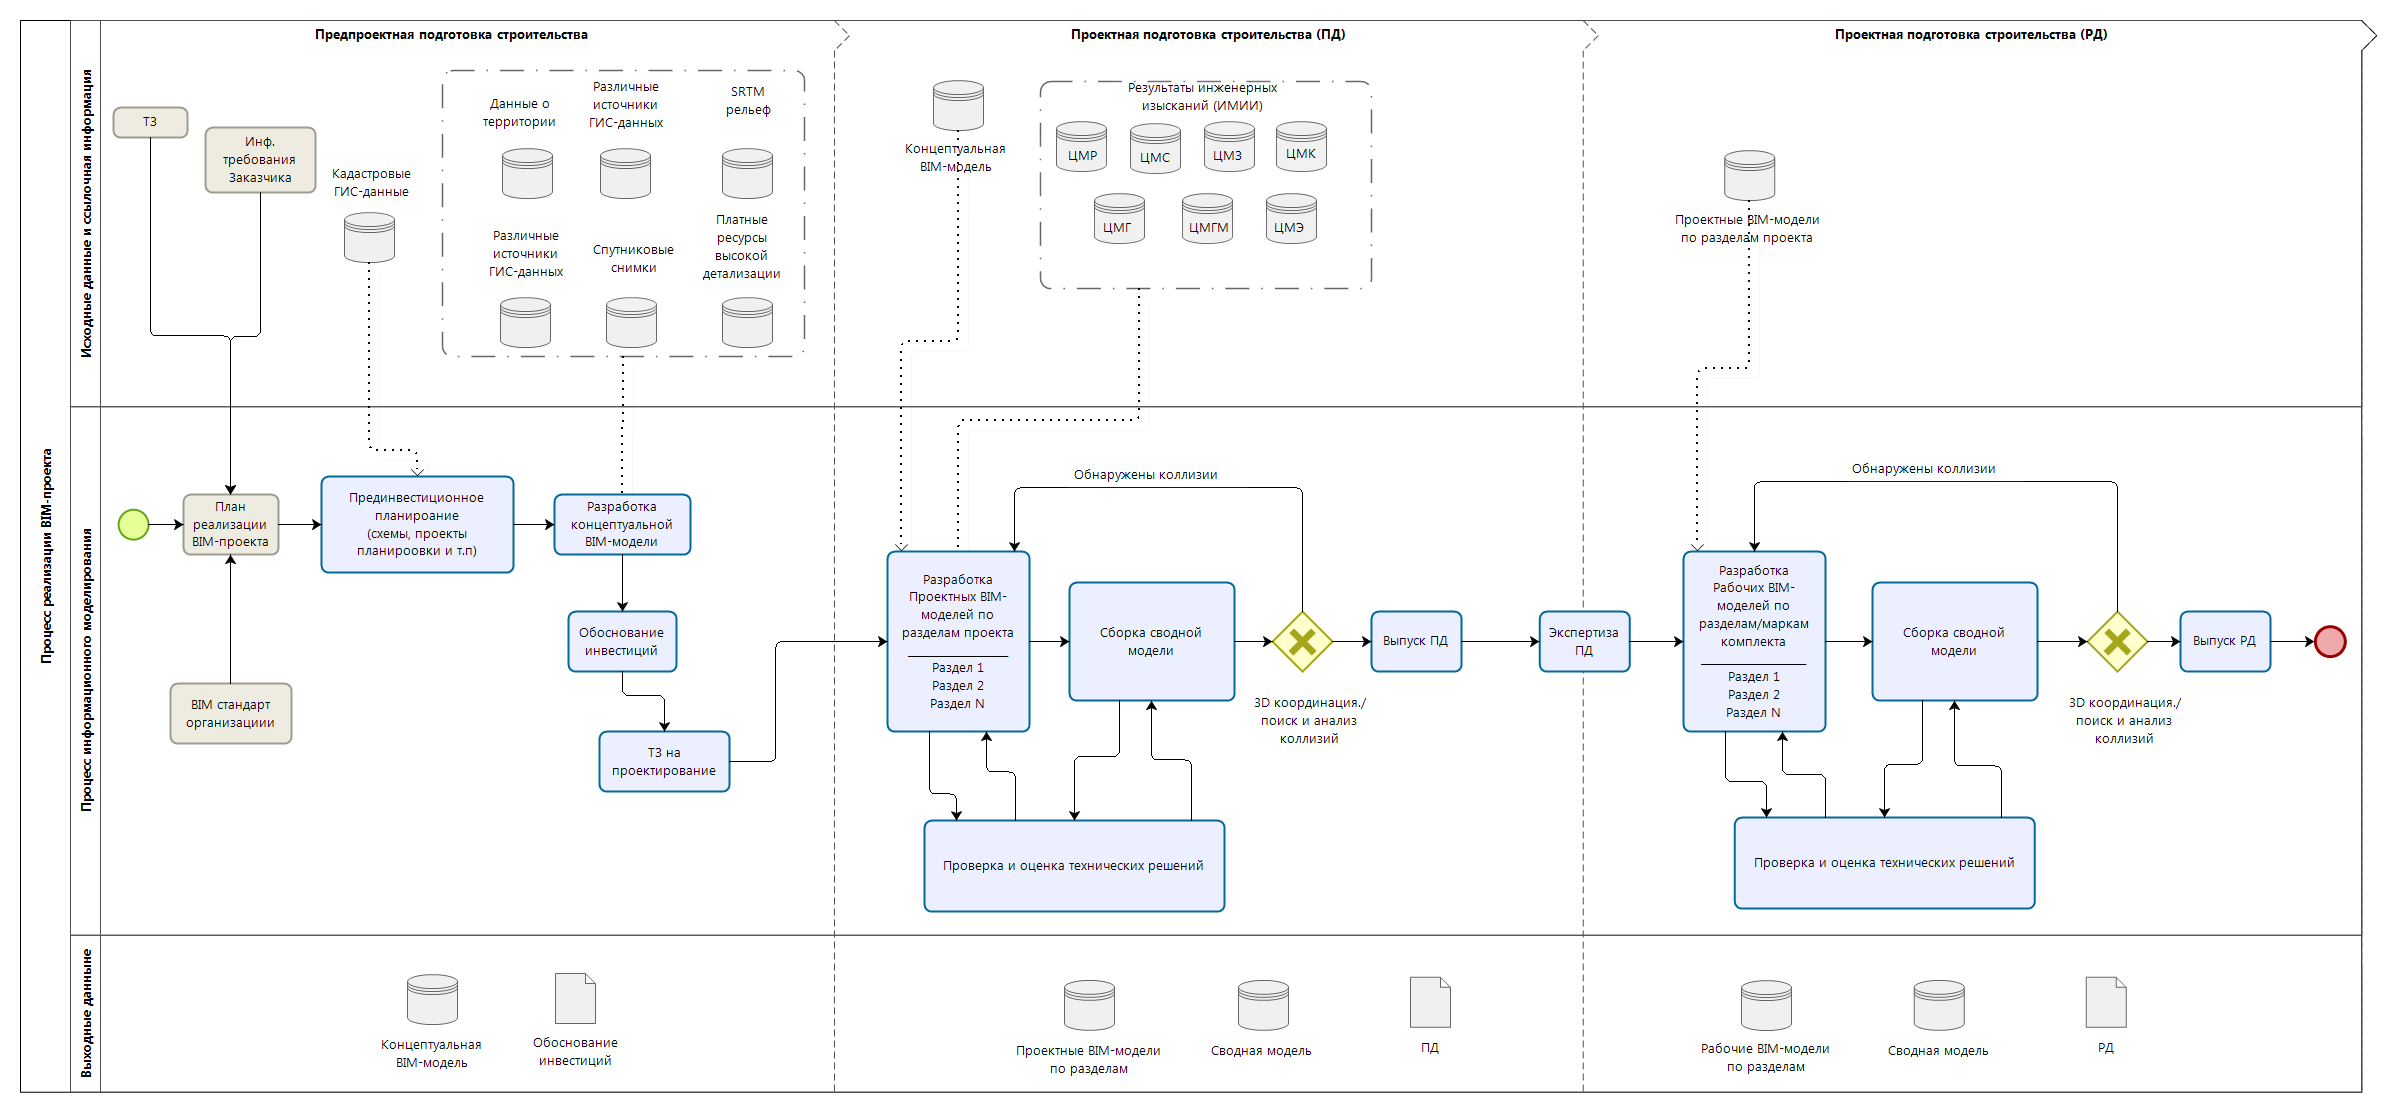 Процесс реализации BIM-проекта
Предпроектная подготовка строительства
Проектная подготовка строительства (ПД)
Проектная подготовка строительства (РД)
Исходные данные и ссылочная информация
ТЗ
Инф.
требования
Заказчика
Кадастровые
ГИС-данные
Данные о
территории
Различные
источники
ГИС-данных
SRTM
рельеф
Различные
источники
ГИС-данных
Спутниковые
снимки
Платные
ресурсы
высокой
детализации
Концептуальная
BIM-модель
Результаты инженерных
изысканий (ИМИИ)
ЦМР
ЦМС
ЦМЗ
ЦМК
ЦМГ
ЦМГМ
ЦМЭ
Проектные BIM-модели
по разделам проекта
Процесс информационного моделирования
План
реализации
BIM-проекта
BIM стандарт
организациии
Прединвестиционное
планироание
(схемы, проекты
планировки и т.п)
Разработка
концептуальной
BIM-модели
Обоснование
инвестиций
ТЗ на
проектирование
Обнаружены коллизии
Разработка
Проектных BIM-
моделей по
разделам проекта
Раздел 1
Раздел 2
Раздел N
Сборка сводной
модели
3D координация./
поиск и анализ
коллизий
Выпуск ПД
Проверка и оценка технических решений
Экспертиза
ПД
Обнаружены коллизии
Разработка
Рабочих BIM-
моделей по
разделам/маркам
комплекта
Раздел 1
Раздел 2
Раздел N
Сборка сводной
модели
3D координация./
поиск и анализ
коллизий
Выпуск РД
Проверка и оценка технических решений
Выходные данныне
Концептуальная
BIM-модель
Обоснование
инвестиций
Проектные BIM-модели
по разделам
Сводная модель
ПД
Рабочие BIM-модели
по разделам
Сводная модель
РД